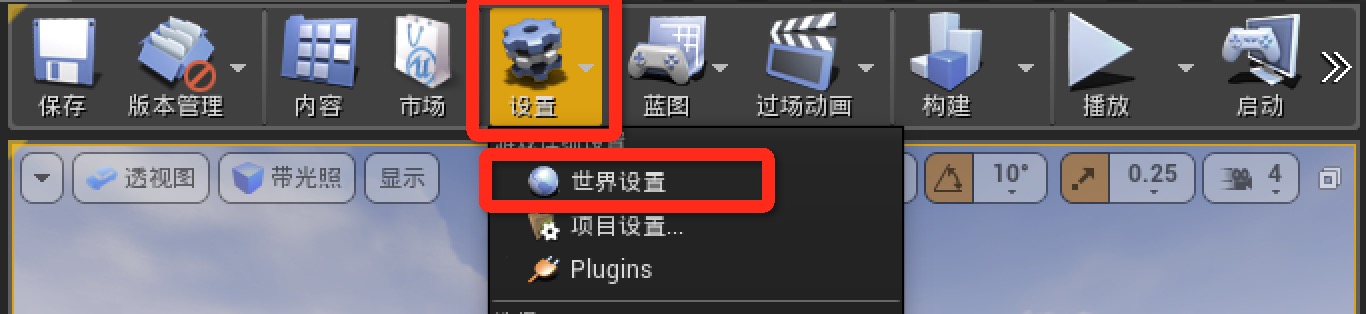 保存
版本管理
内容
市场
设置
蓝图
过场动画
构建
播放
启动
透视图
带光照
显示
世界设置
项目设置...
Plugins
10°
0.25
4